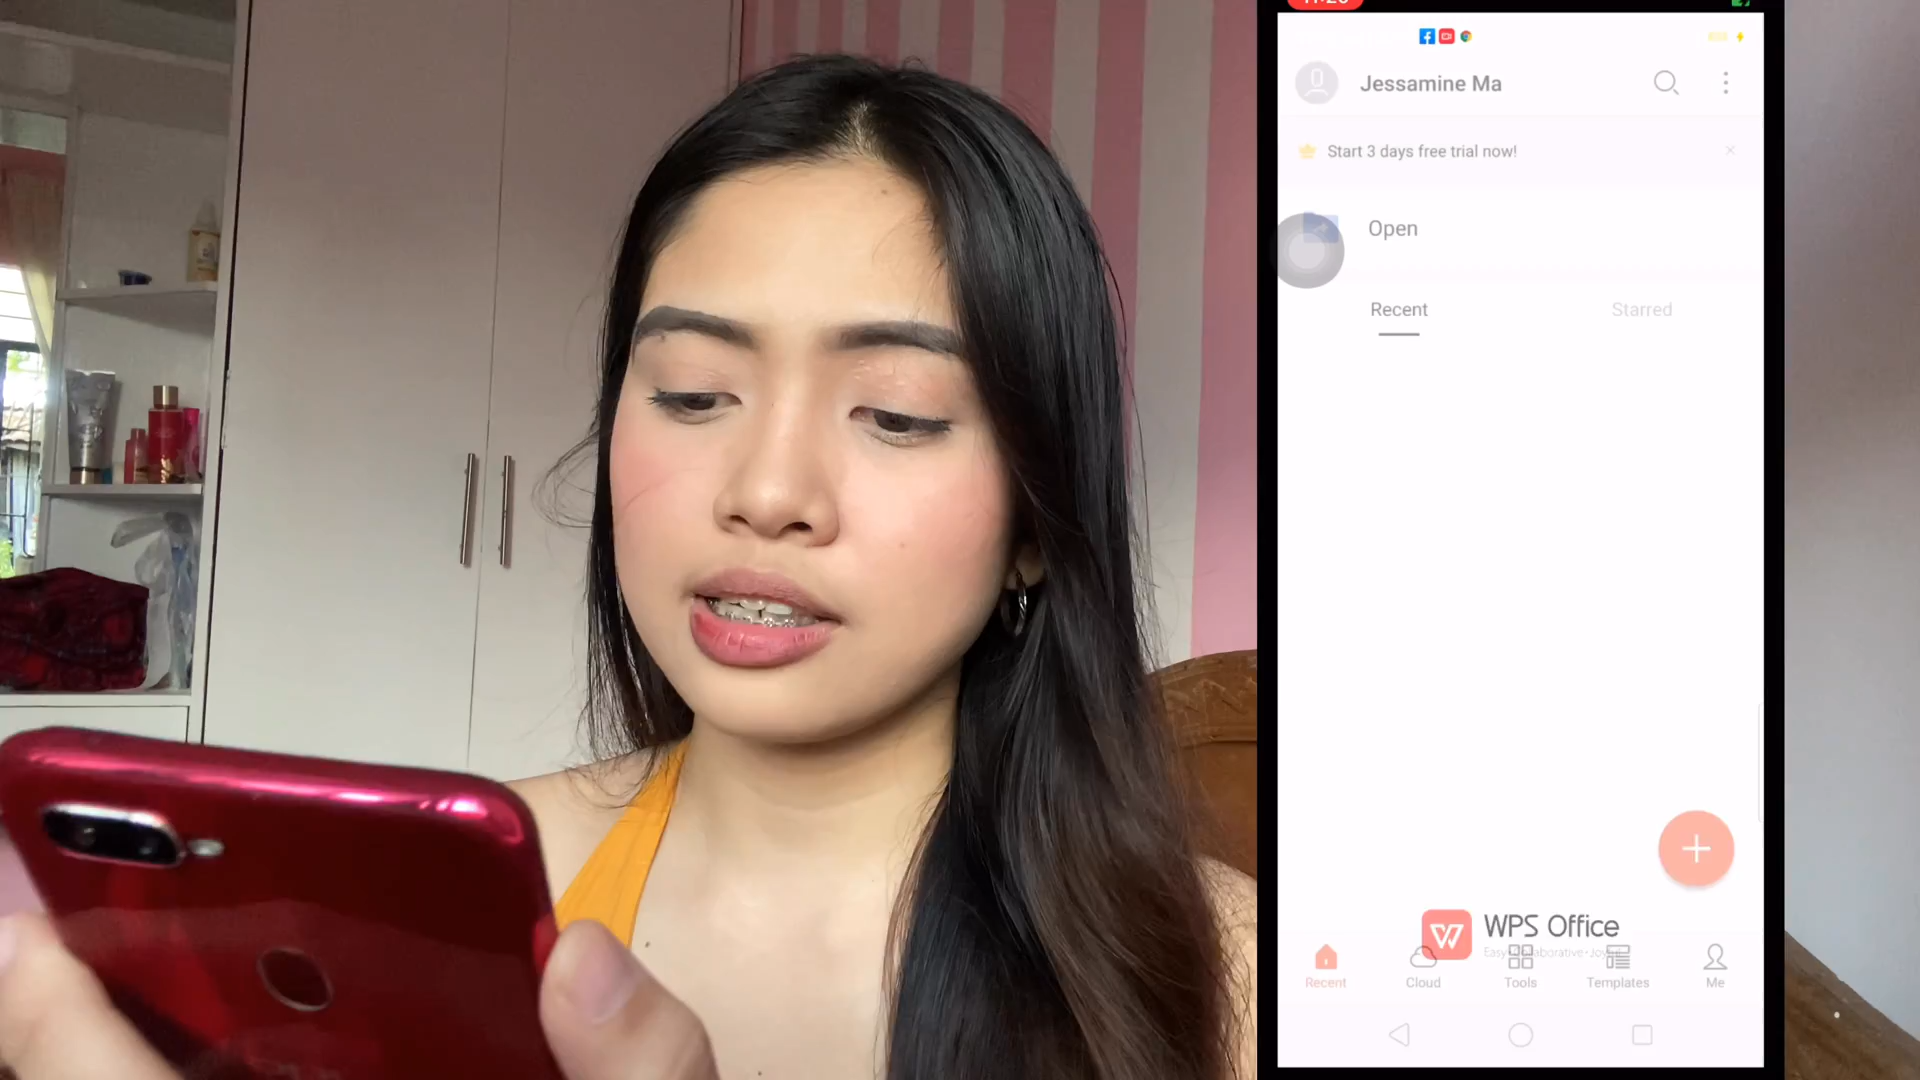 Jessamine Ma
Start 3 days free trial now!
Open
Recent
Starred
WPS Office
Recent
Cloud
Tools
Templates
Me